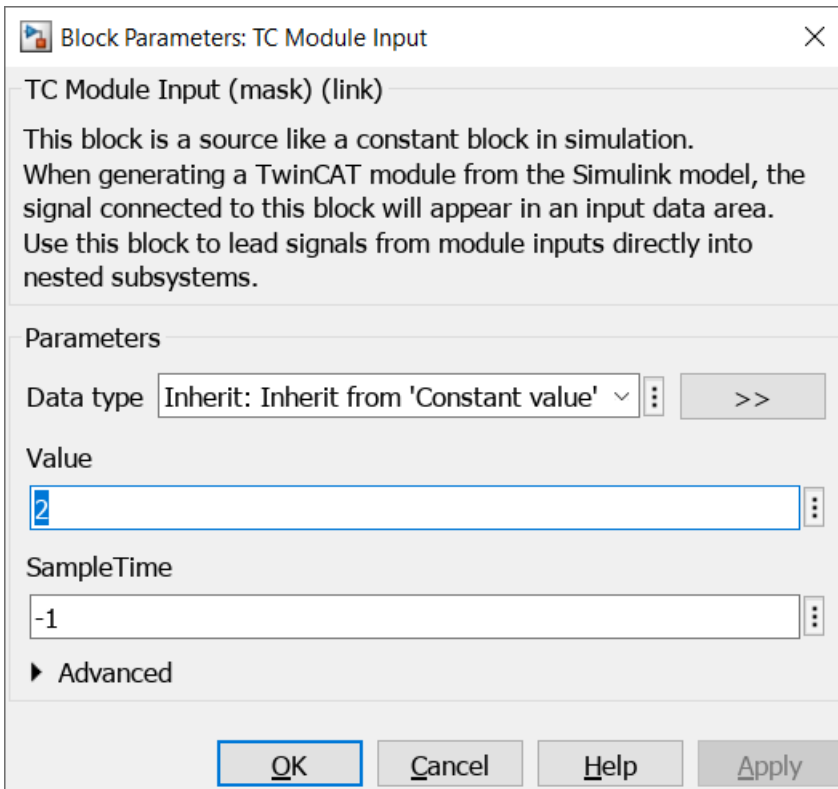 Block Parameters: TC Module Input
TC Module Input (mask) (link)
This block is a source like a constant block in simulation.
When generating a TwinCAT module from the Simulink model, the
signal connected to this block will appear in an input data area.
Use this block to lead signals from module inputs directly into
nested subsystems.
Parameters
Data type Inherit: Inherit from 'Constant value' >>
Value
2
SampleTime
-1
Advanced
OK Cancel Help Apply